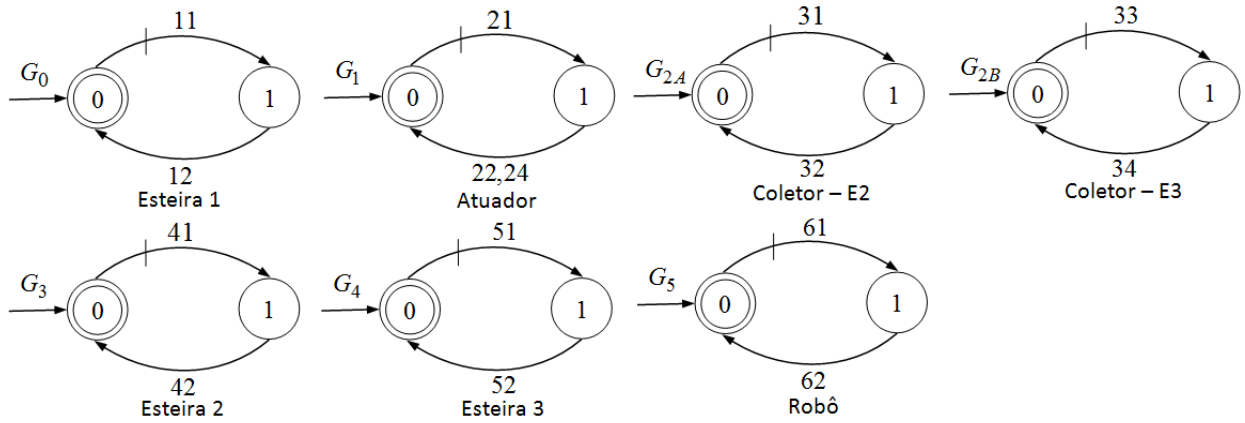 11
21
31
33
G0
G1
G2A
G2B
0
1
0
1
0
1
0
1
12
22,24
32
34
Esteira 1
Atuador
Coletor – E2
Coletor – E3
41
51
61
G3
G4
G5
0
1
0
1
0
1
42
52
62
Esteira 2
Esteira 3
Robô